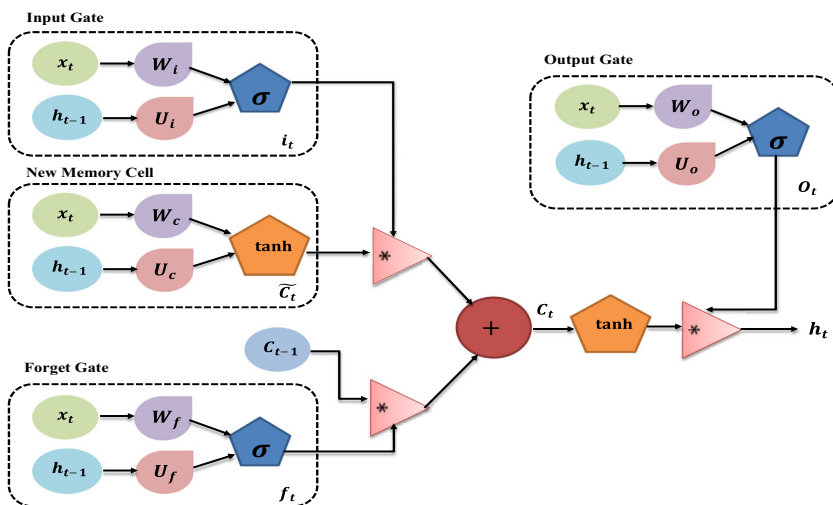 Input Gate
x_t
W_i
h_{t-1}
U_i
σ
i_t
New Memory Cell
x_t
W_c
h_{t-1}
U_c
tanh
\widetilde{C_t}
*
C_{t-1}
Forget Gate
x_t
W_f
h_{t-1}
U_f
σ
f_t
*
+
C_t
tanh
Output Gate
x_t
W_o
h_{t-1}
U_o
σ
O_t
*
h_t